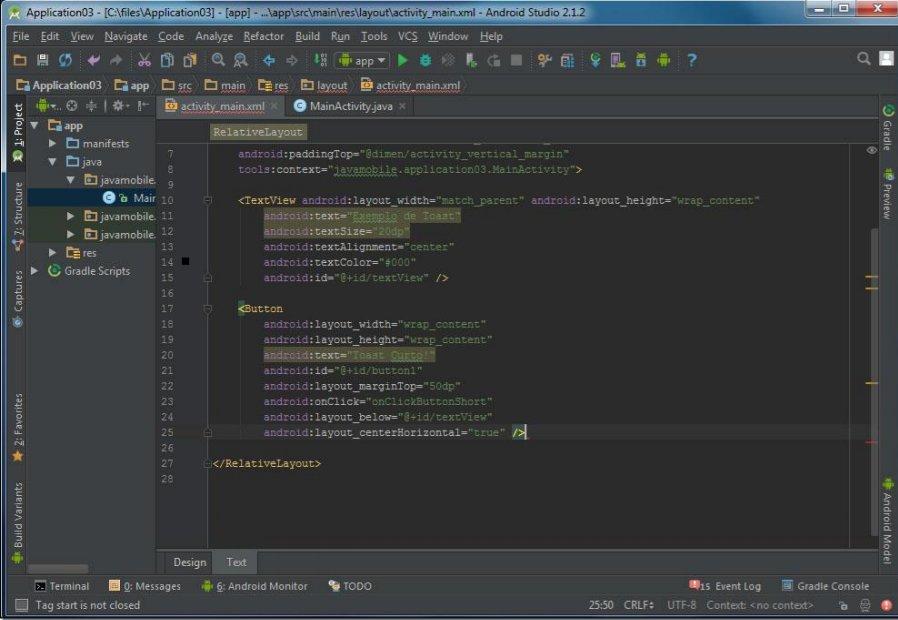 Application03 - [C:\files\Application03] - [app] - ...\app\src\main\res\layout\activity_main.xml - Android Studio 2.1.2
File Edit View Navigate Code Analyze Refactor Build Run Tools VCS Window Help
app
Application03 app src main res layout activity_main.xml
activity_main.xml MainActivity.java
1: Project
7: Structure
Captures
2: Favorites
Build Variants
app
manifests
java
javamobile.
Mair
javamobile.
javamobile.
res
Gradle Scripts
RelativeLayout
7 android:paddingTop="@dimen/activity_vertical_margin"
8 tools:context="javamobile.application03.MainActivity">
9
10 <TextView android:layout_width="match_parent" android:layout_height="wrap_content"
11 android:text="Exemplo de Toast"
12 android:textSize="20dp"
13 android:textAlignment="center"
14 android:textColor="#000"
15 android:id="@+id/textView" />
16
17 <Button
18 android:layout_width="wrap_content"
19 android:layout_height="wrap_content"
20 android:text="Toast Curto!"
21 android:id="@+id/button1"
22 android:layout_marginTop="50dp"
23 android:onClick="onClickButtonShort"
24 android:layout_below="@+id/textView"
25 android:layout_centerHorizontal="true" />
26
27 </RelativeLayout>
28
Gradle
Preview
Android Model
Design Text
Terminal 0: Messages 6: Android Monitor TODO 15 Event Log Gradle Console
Tag start is not closed 25:50 CRLF UTF-8 Context: <no context>